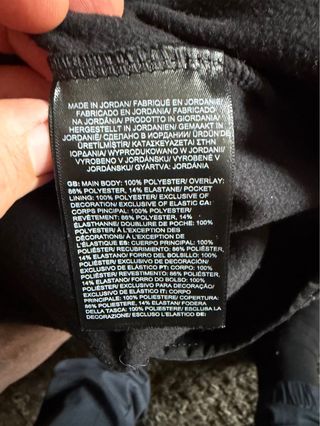 MADE IN JORDAN/ FABRIQUÉ EN JORDANIE/
FABRICADO EN JORDANIA/ FABRICADO
NA JORDÂNIA/ PRODOTTO IN GIORDANIA/
HERGESTELLT IN JORDANIEN/ GEMAAKT IN
JORDANIË/ СДЕЛАНО В ИОРДАНИИ/ ÜRDÜN'DE
ÜRETİLMİŞTİR/ ΚΑΤΑΣΚΕΥΑΖΕΤΑΙ ΣΤΗΝ
ΙΟΡΔΑΝΙΑ/ WYPRODUKOWANO W JORDANII/
VYROBENO V JORDÁNSKU/ VYROBENÉ V
JORDÁNSKU/ GYÁRTVA: JORDÁNIA
GB: MAIN BODY: 100% POLYESTER/ OVERLAY:
86% POLYESTER, 14% ELASTANE/ POCKET
LINING: 100% POLYESTER/ EXCLUSIVE OF
DECORATION/ EXCLUSIVE OF ELASTIC CA:
CORPS PRINCIPAL: 100% POLYESTER/
REVÊTEMENT: 86% POLYESTER, 14%
ÉLASTHANNE/ DOUBLURE DE POCHE: 100%
POLYESTER/ À L'EXCEPTION DES
DÉCORATIONS/ À L'EXCEPTION DE
L'ÉLASTIQUE ES: CUERPO PRINCIPAL: 100%
POLIÉSTER/ RECUBRIMIENTO: 86% POLIÉSTER,
14% ELASTANO/ FORRO DEL BOLSILLO: 100%
POLIÉSTER/ EXCLUSIVO DE DECORACIÓN/
EXCLUSIVO DE ELÁSTICO PT: CORPO: 100%
POLIÉSTER/ REVESTIMENTO: 86% POLIÉSTER,
14% ELASTANO/ FORRO DO BOLSO: 100%
POLIÉSTER/ EXCLUSIVO PARA DECORAÇÃO/
EXCLUSIVO DE ELÁSTICO IT: CORPO
PRINCIPALE: 100% POLIESTERE/ COPERTURA:
86% POLIESTERE, 14% ELASTAN/ FODERA
DELLA TASCA: 100% POLIESTERE/ ESCLUSA LA
DECORAZIONE/ ESCLUSO L'ELASTICO DE: